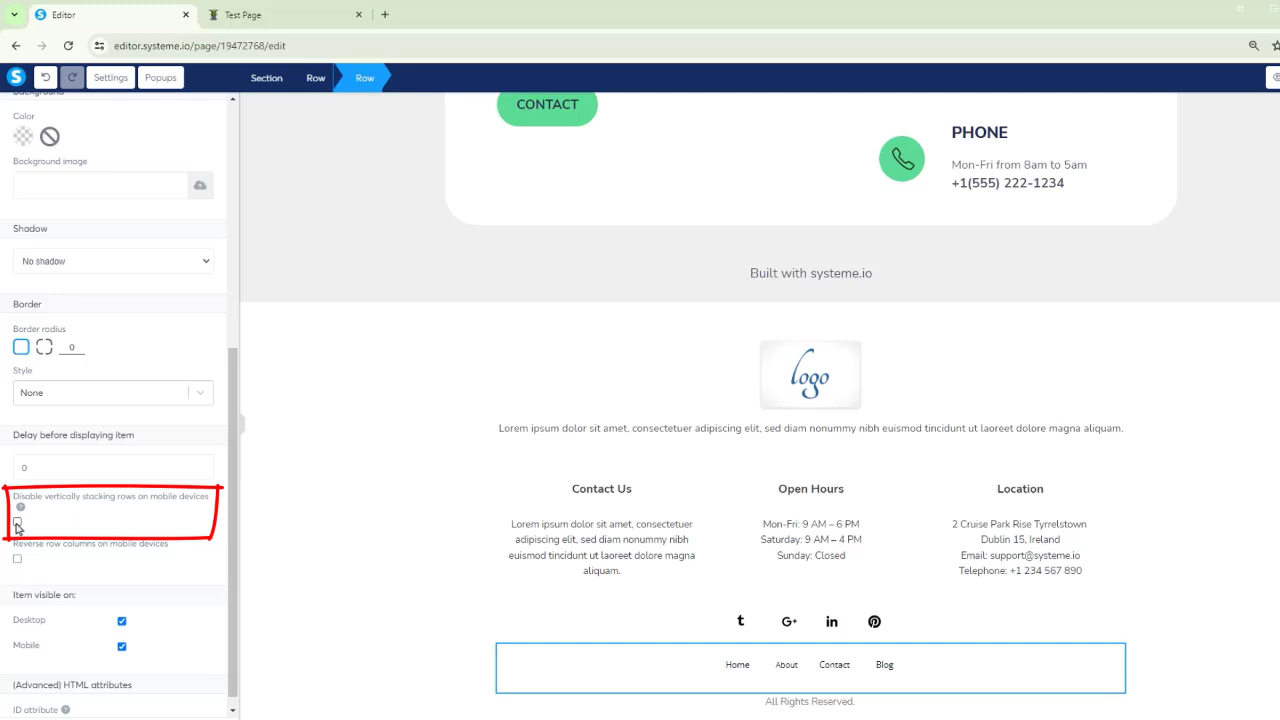 Editor
Test Page
editor.systeme.io/page/19472768/edit
S
Settings
Popups
Section
Row
Row
Background
Color
Background image
Shadow
No shadow
Border
Border radius
0
Style
None
Delay before displaying item
0
Disable vertically stacking rows on mobile devices
?
Reverse row columns on mobile devices
Item visible on:
Desktop
Mobile
(Advanced) HTML attributes
ID attribute ?
CONTACT
PHONE
Mon-Fri from 8am to 5am
+1(555) 222-1234
Built with systeme.io
logo
Lorem ipsum dolor sit amet, consectetuer adipiscing elit, sed diam nonummy nibh euismod tincidunt ut laoreet dolore magna aliquam.
Contact Us
Lorem ipsum dolor sit amet, consectetuer
adipiscing elit, sed diam nonummy nibh
euismod tincidunt ut laoreet dolore magna
aliquam.
Open Hours
Mon-Fri: 9 AM – 6 PM
Saturday: 9 AM – 4 PM
Sunday: Closed
Location
2 Cruise Park Rise Tyrrelstown
Dublin 15, Ireland
Email: support@systeme.io
Telephone: +1 234 567 890
t G+ in
Home About Contact Blog
All Rights Reserved.